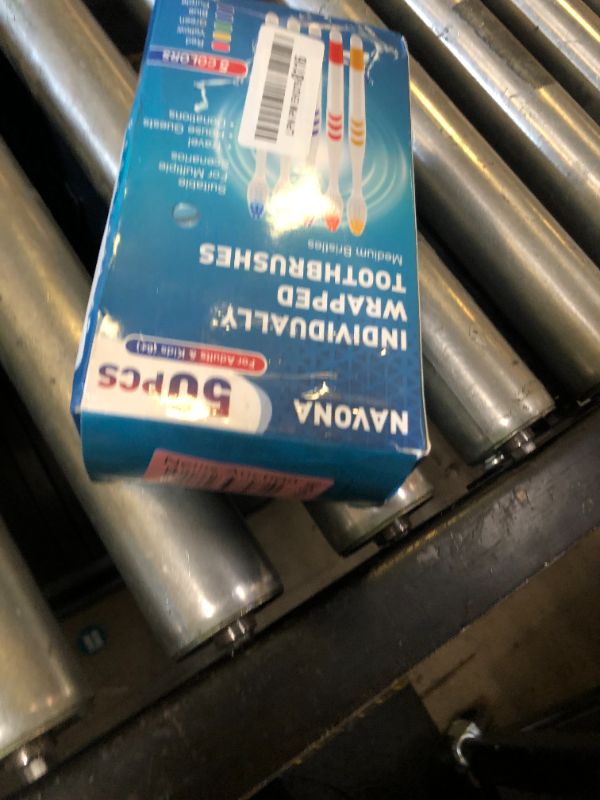 NAVONA
50PCS
For Adults & Kids (6+)
INDIVIDUALLY
WRAPPED
TOOTHBRUSHES
Medium Bristles
Suitable
For Multiple
Scenarios
Travel
House Guests
Donations
5 COLORS
Red
Yellow
Green
Blue
Purple